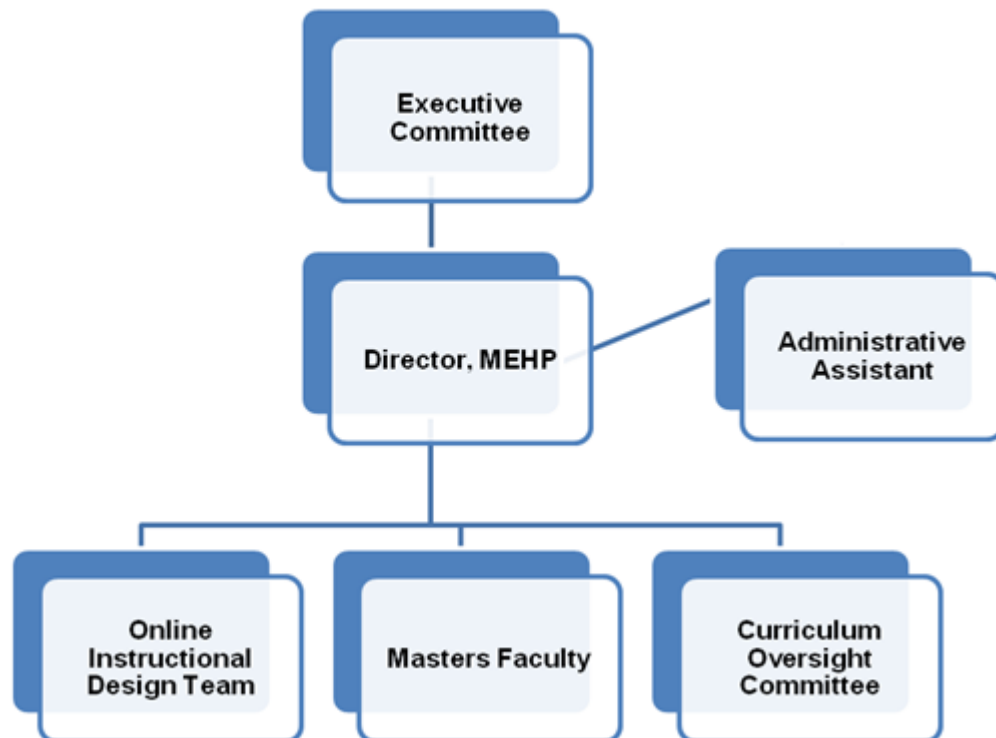 Executive
Committee
Director, MEHP
Administrative
Assistant
Online
Instructional
Design Team
Masters Faculty
Curriculum
Oversight
Committee